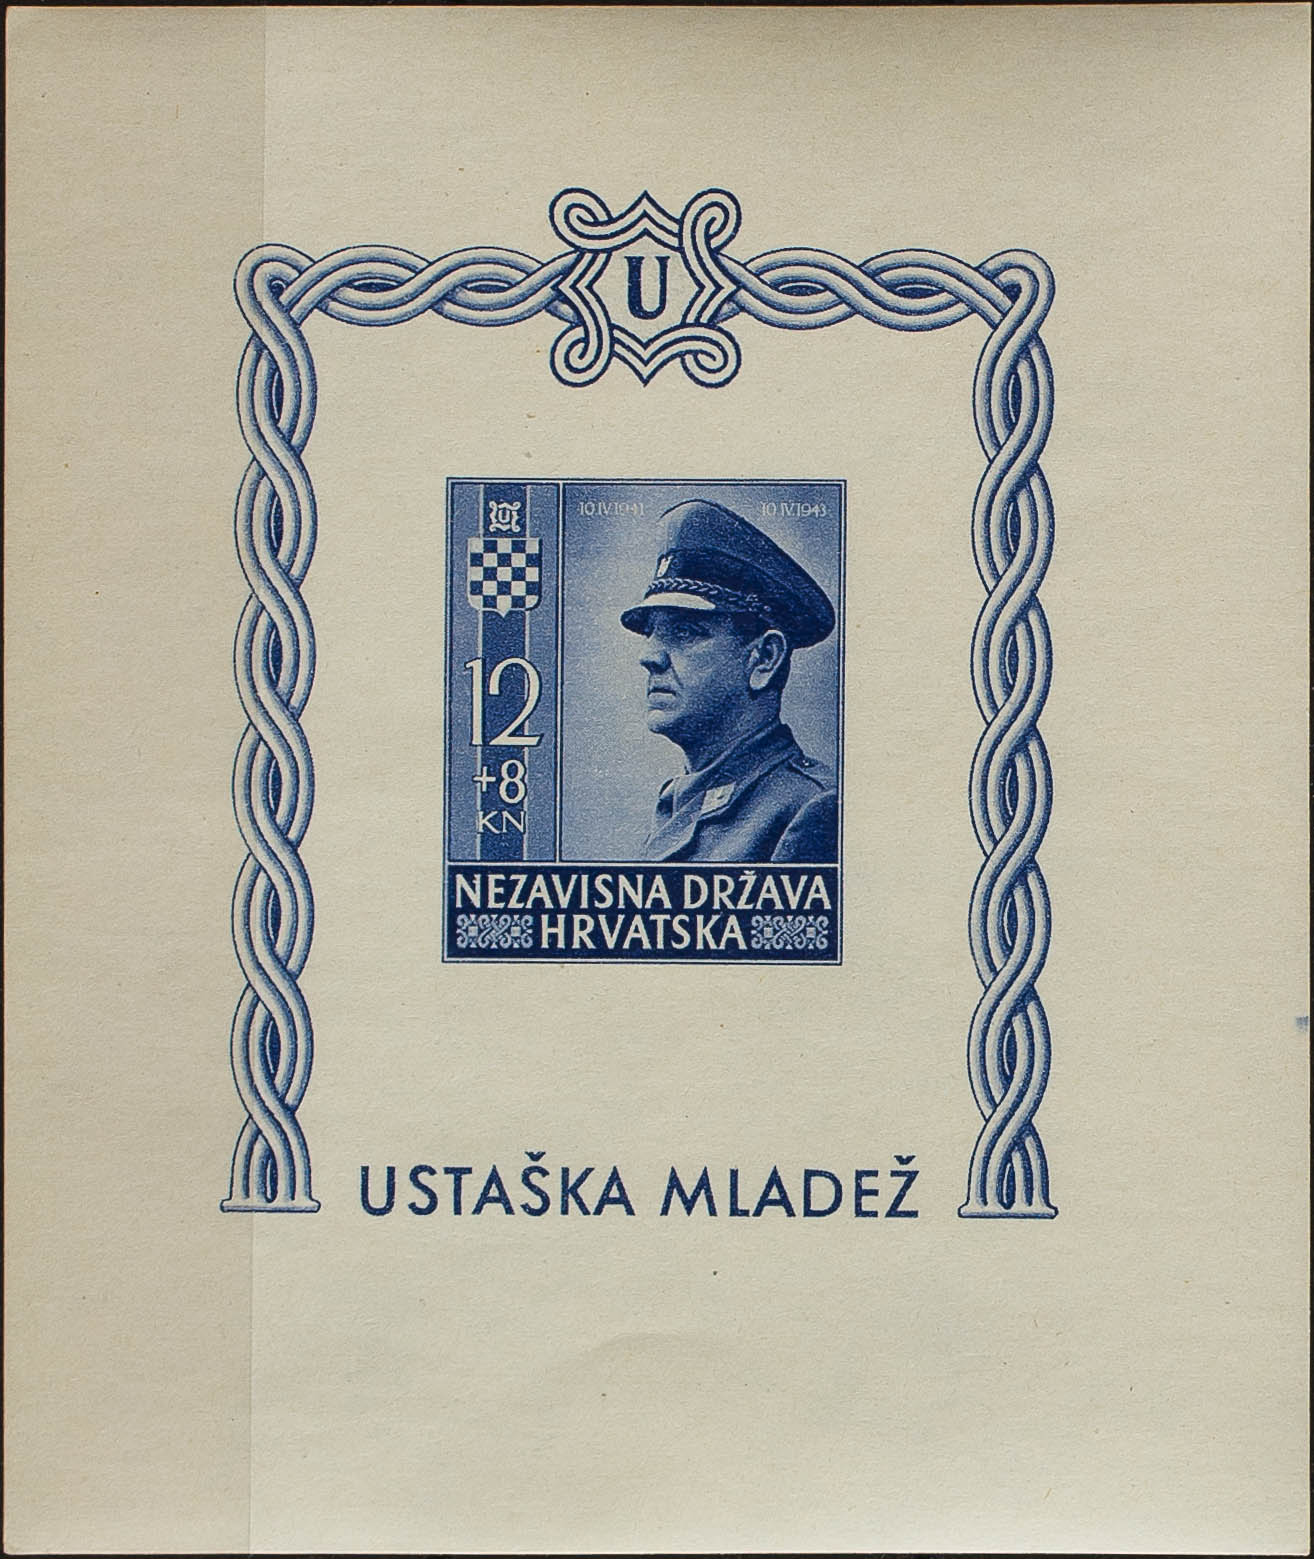 U
U
10.IV.1941 10.IV.1943
12
+8
KN
NEZAVISNA DRŽAVA
HRVATSKA
USTAŠKA MLADEŽ